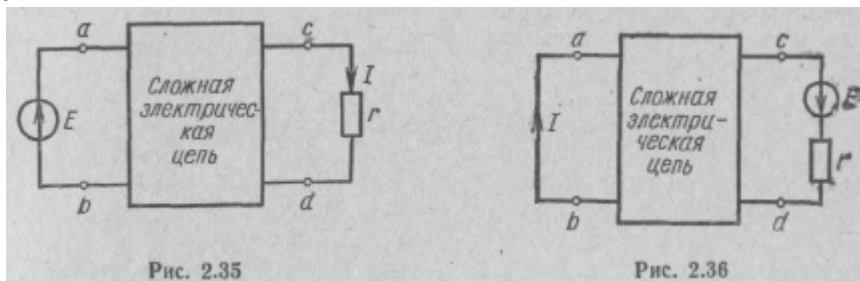 a
c
I
Сложная
электричес-
кая
цепь
E
r
b
d
Рис. 2.35
a
c
Сложная
электри-
ческая
цепь
E
I
r
b
d
Рис. 2.36